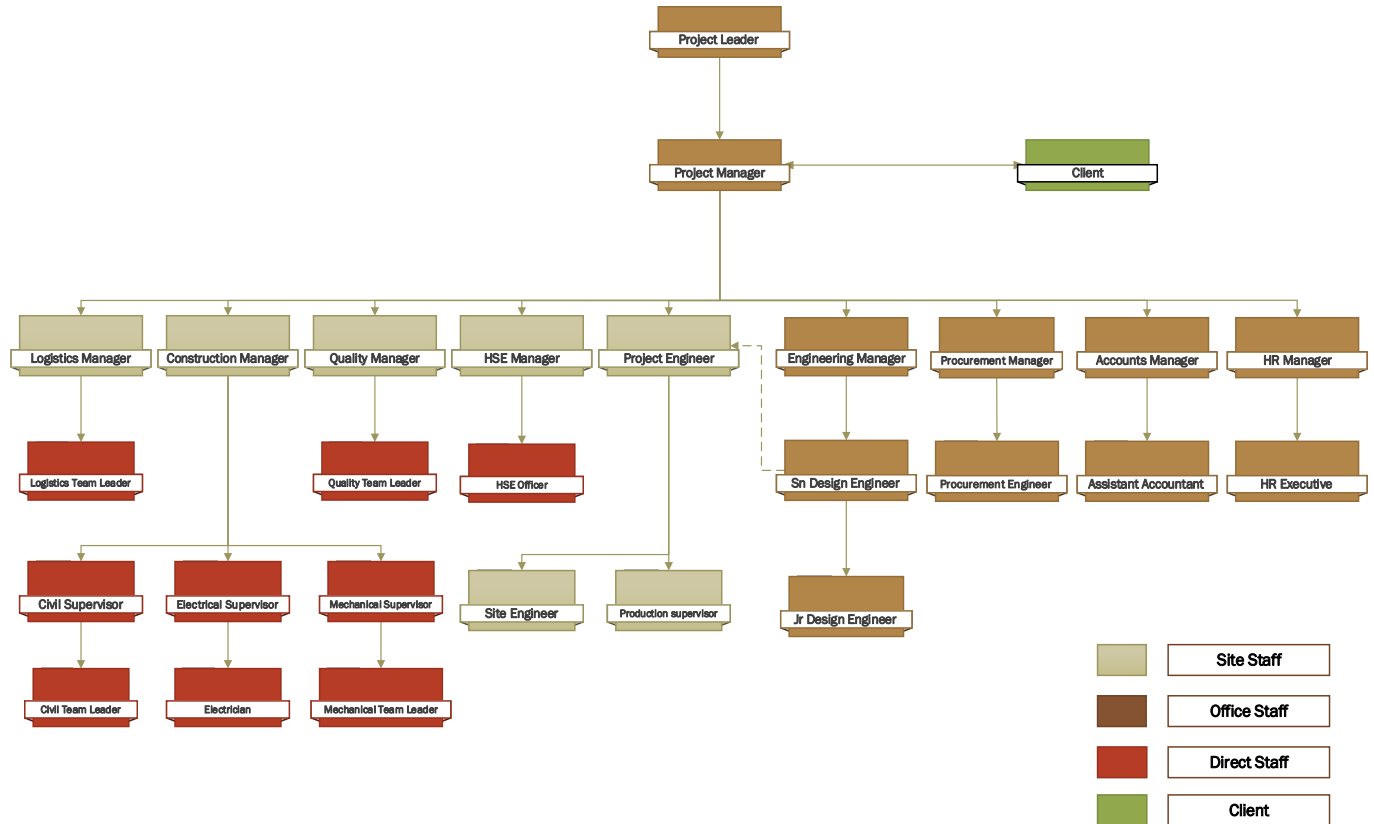 Project Leader
Project Manager
Client
Logistics Manager
Construction Manager
Quality Manager
HSE Manager
Project Engineer
Engineering Manager
Procurement Manager
Accounts Manager
HR Manager
Logistics Team Leader
Quality Team Leader
HSE Officer
Sn Design Engineer
Procurement Engineer
Assistant Accountant
HR Executive
Civil Supervisor
Electrical Supervisor
Mechanical Supervisor
Site Engineer
Production supervisor
Jr Design Engineer
Civil Team Leader
Electrician
Mechanical Team Leader
Site Staff
Office Staff
Direct Staff
Client